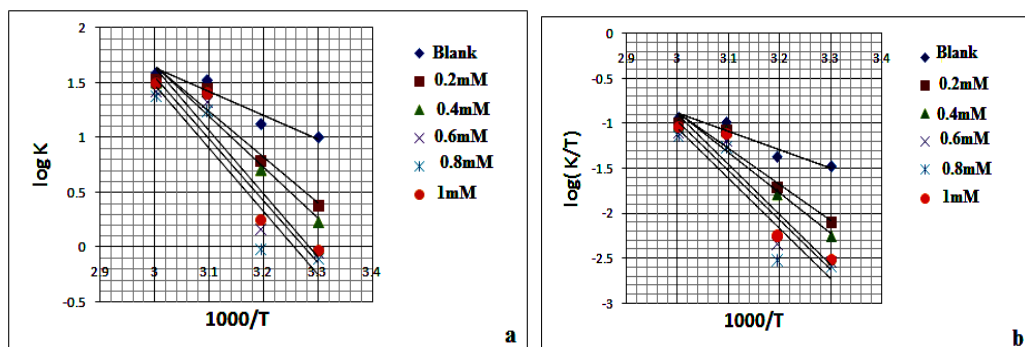 2
1.5
1
0.5
0
-0.5
2.9
3
3.1
3.2
3.3
3.4
log K
1000/T
Blank
0.2mM
0.4mM
0.6mM
0.8mM
1mM
a
0
-0.5
-1
-1.5
-2
-2.5
-3
2.9
3
3.1
3.2
3.3
3.4
log( K/T)
1000/T
Blank
0.2mM
0.4mM
0.6mM
0.8mM
1mM
b